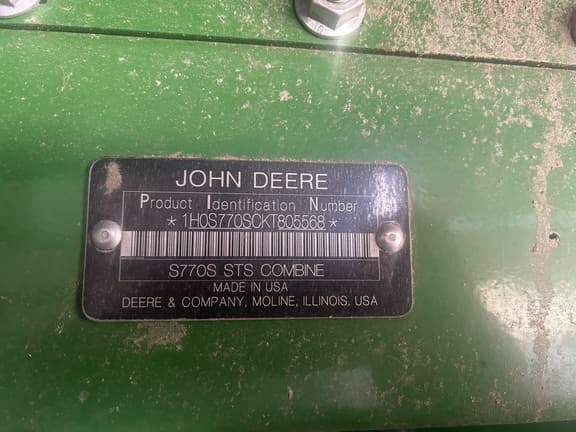 JOHN DEERE
Product Identification Number
*1H0S770SCKT805568*
S770S STS COMBINE
MADE IN USA
DEERE & COMPANY, MOLINE, ILLINOIS, USA